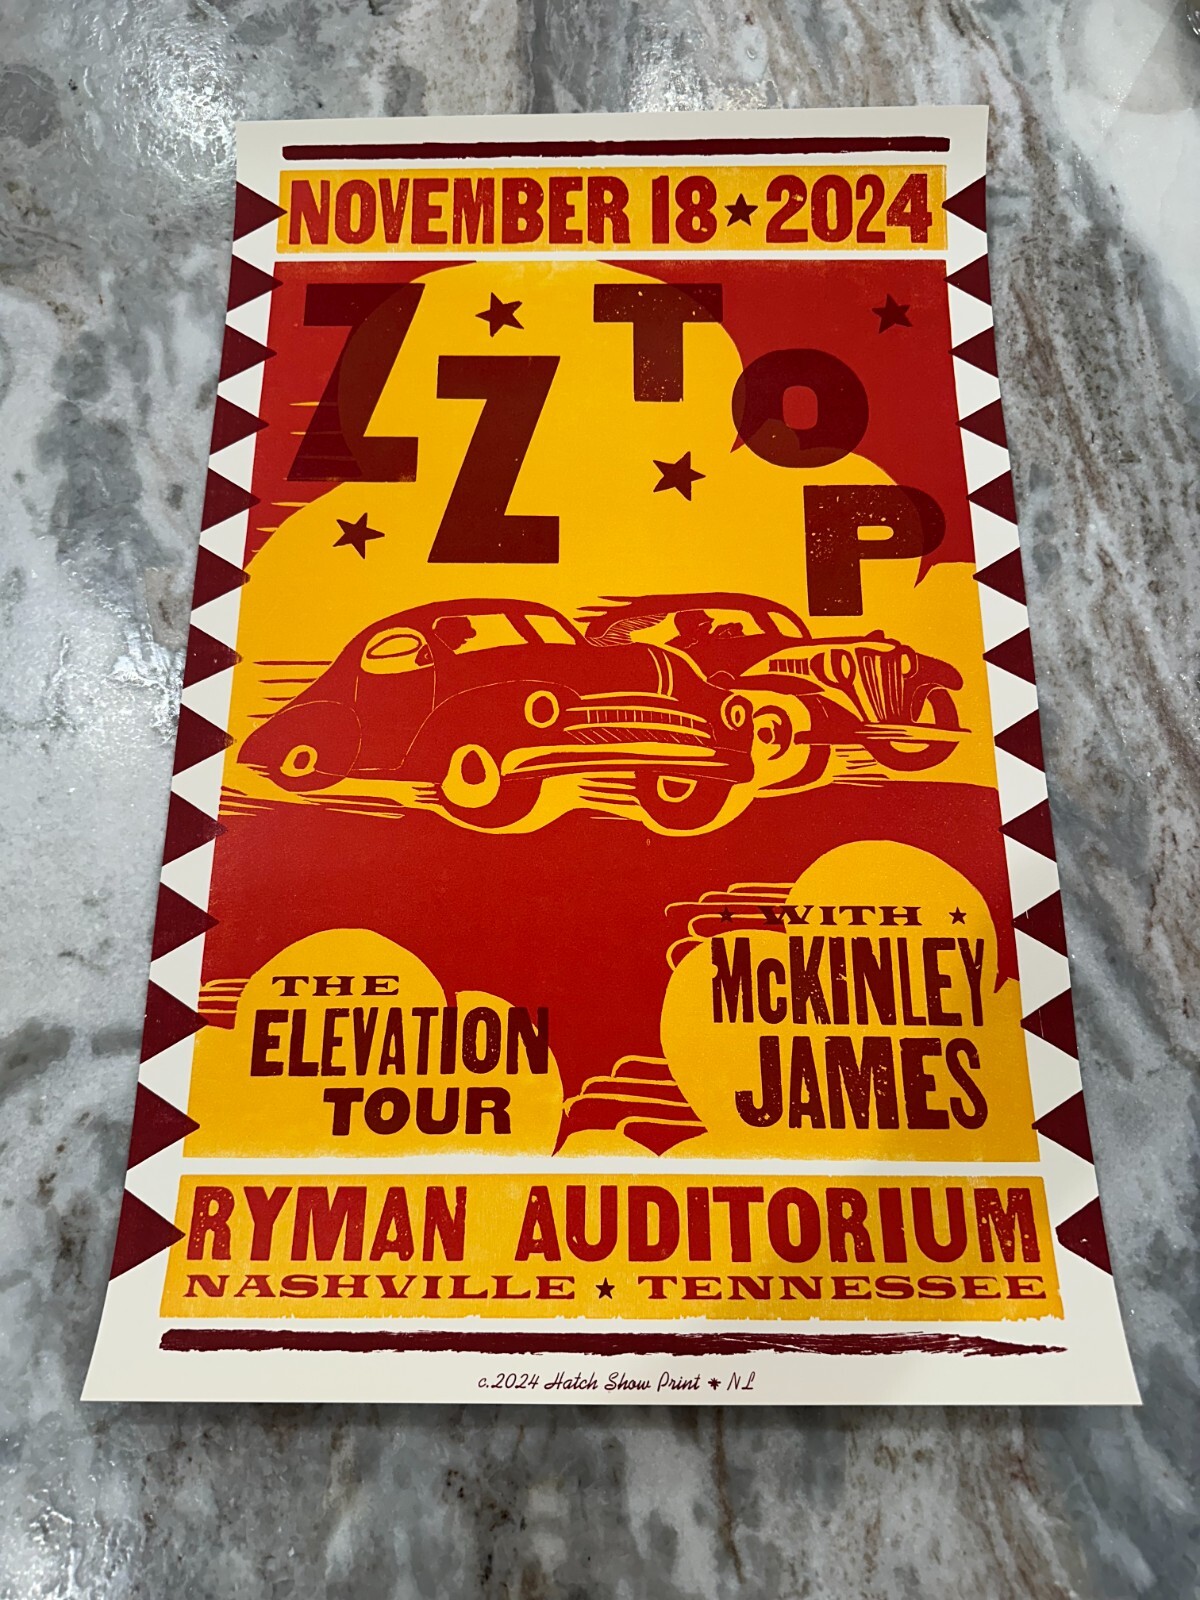 NOVEMBER 18★2024
ZZ TOP
★ WITH ★
McKINLEY
JAMES
THE
ELEVATION
TOUR
RYMAN AUDITORIUM
NASHVILLE ★ TENNESSEE
c.2024 Hatch Show Print ✷ NL